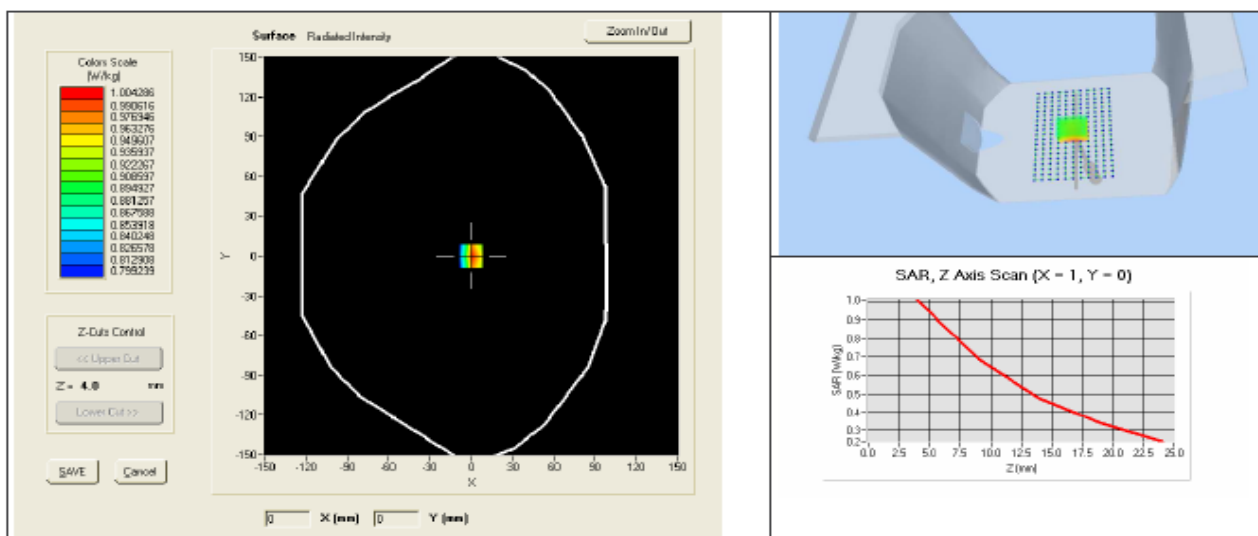 Surface Radiated Intensity
Zoom In/Out
Colors Scale
(W/kg)
1.004286
0.990616
0.976946
0.963276
0.949607
0.935937
0.922267
0.908597
0.894927
0.881257
0.867588
0.853918
0.840248
0.826578
0.812908
0.799239
Z-Cuts Control
<< Upper Cut
Z = 4.0 mm
Lower Cut >>
SAVE
Cancel
150
120
90
60
30
0
-30
-60
-90
-120
-150
Y
-150 -120 -90 -60 -30 0 30 60 90 120 150
X
0 X (mm) 0 Y (mm)
SAR, Z Axis Scan (X = 1, Y = 0)
1.0
0.9
0.8
0.7
0.6
0.5
0.4
0.3
0.2
SAR (W/kg)
0.0 2.5 5.0 7.5 10.0 12.5 15.0 17.5 20.0 22.5 25.0
Z (mm)